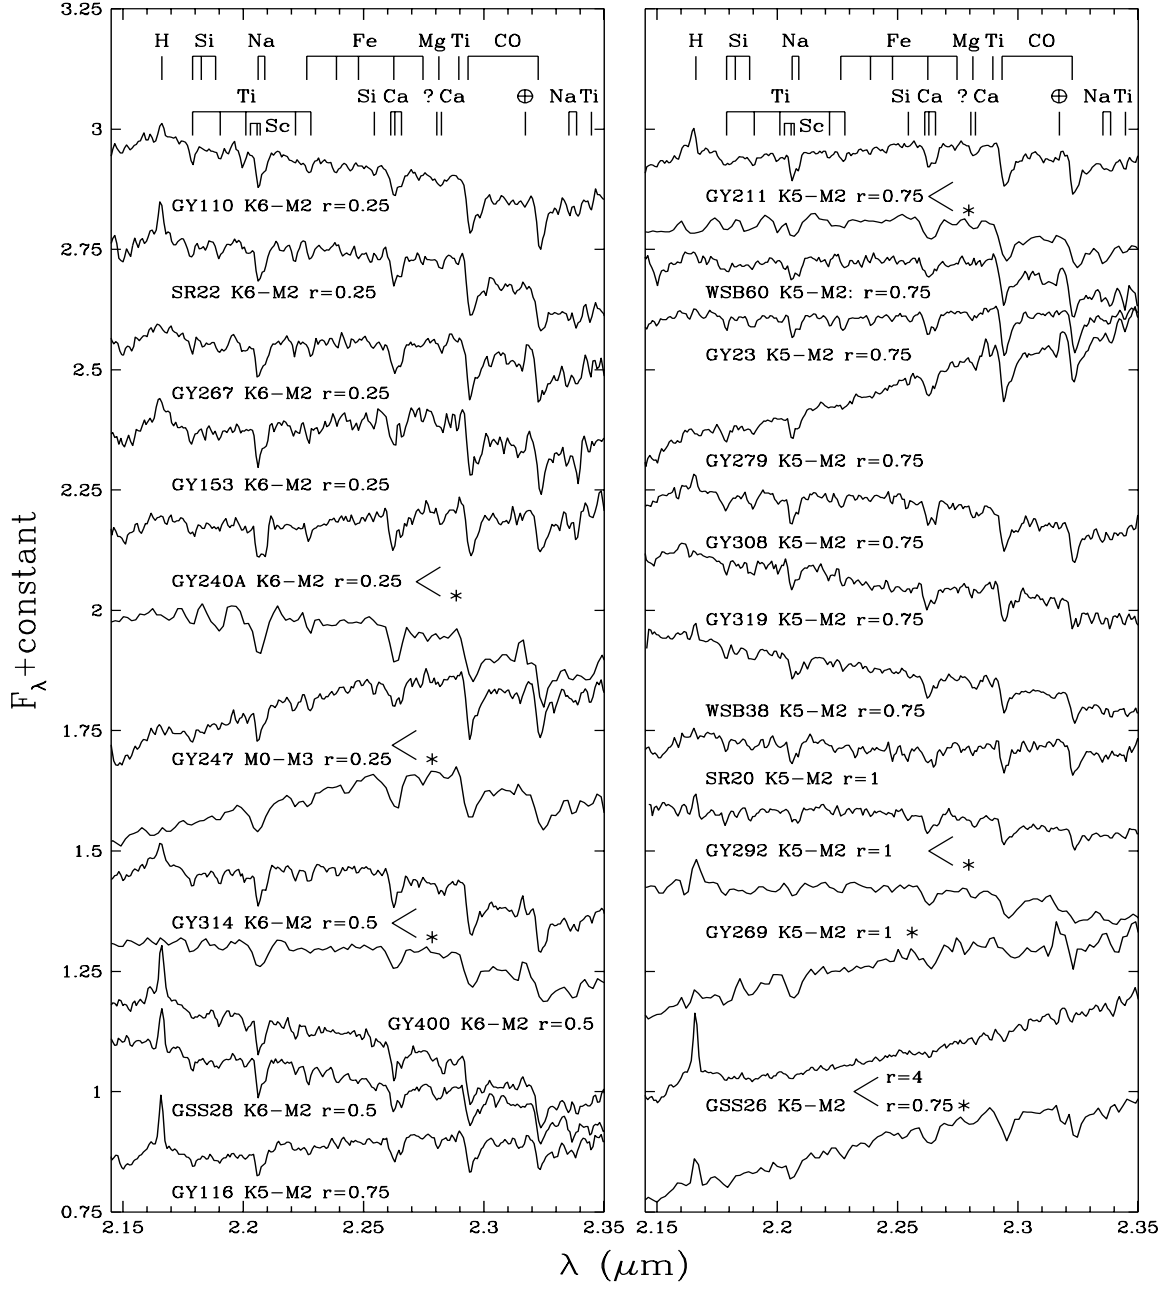 3.25
3
2.75
2.5
2.25
2
1.75
1.5
1.25
1
0.75
Fλ+constant
H Si Na Fe Mg Ti CO
Ti Si Ca ? Ca ⊕ Na Ti
Sc
GY110 K6−M2 r=0.25
SR22 K6−M2 r=0.25
GY267 K6−M2 r=0.25
GY153 K6−M2 r=0.25
GY240A K6−M2 r=0.25
*
GY247 M0−M3 r=0.25
*
GY314 K6−M2 r=0.5
*
GY400 K6−M2 r=0.5
GSS28 K6−M2 r=0.5
GY116 K5−M2 r=0.75
2.15 2.2 2.25 2.3 2.35
H Si Na Fe Mg Ti CO
Ti Si Ca ? Ca ⊕ Na Ti
Sc
GY211 K5−M2 r=0.75
*
WSB60 K5−M2: r=0.75
GY23 K5−M2 r=0.75
GY279 K5−M2 r=0.75
GY308 K5−M2 r=0.75
GY319 K5−M2 r=0.75
WSB38 K5−M2 r=0.75
SR20 K5−M2 r=1
GY292 K5−M2 r=1
*
GY269 K5−M2 r=1 *
r=4
GSS26 K5−M2
r=0.75 *
2.15 2.2 2.25 2.3 2.35
λ (μm)